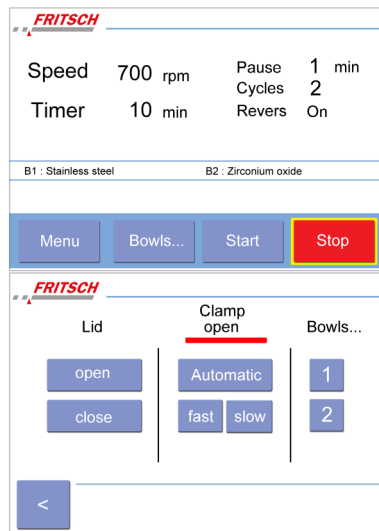 FRITSCH
Speed 700 rpm Pause 1 min
Cycles 2
Timer 10 min Revers On
B1 : Stainless steel B2 : Zirconium oxide
Menu Bowls... Start Stop
FRITSCH
Lid Clamp open Bowls...
open Automatic 1
close fast slow 2
<